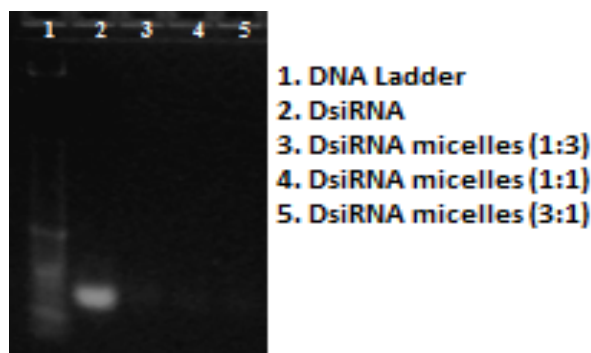 1 2 3 4 5
1. DNA Ladder
2. DsiRNA
3. DsiRNA micelles (1:3)
4. DsiRNA micelles (1:1)
5. DsiRNA micelles (3:1)